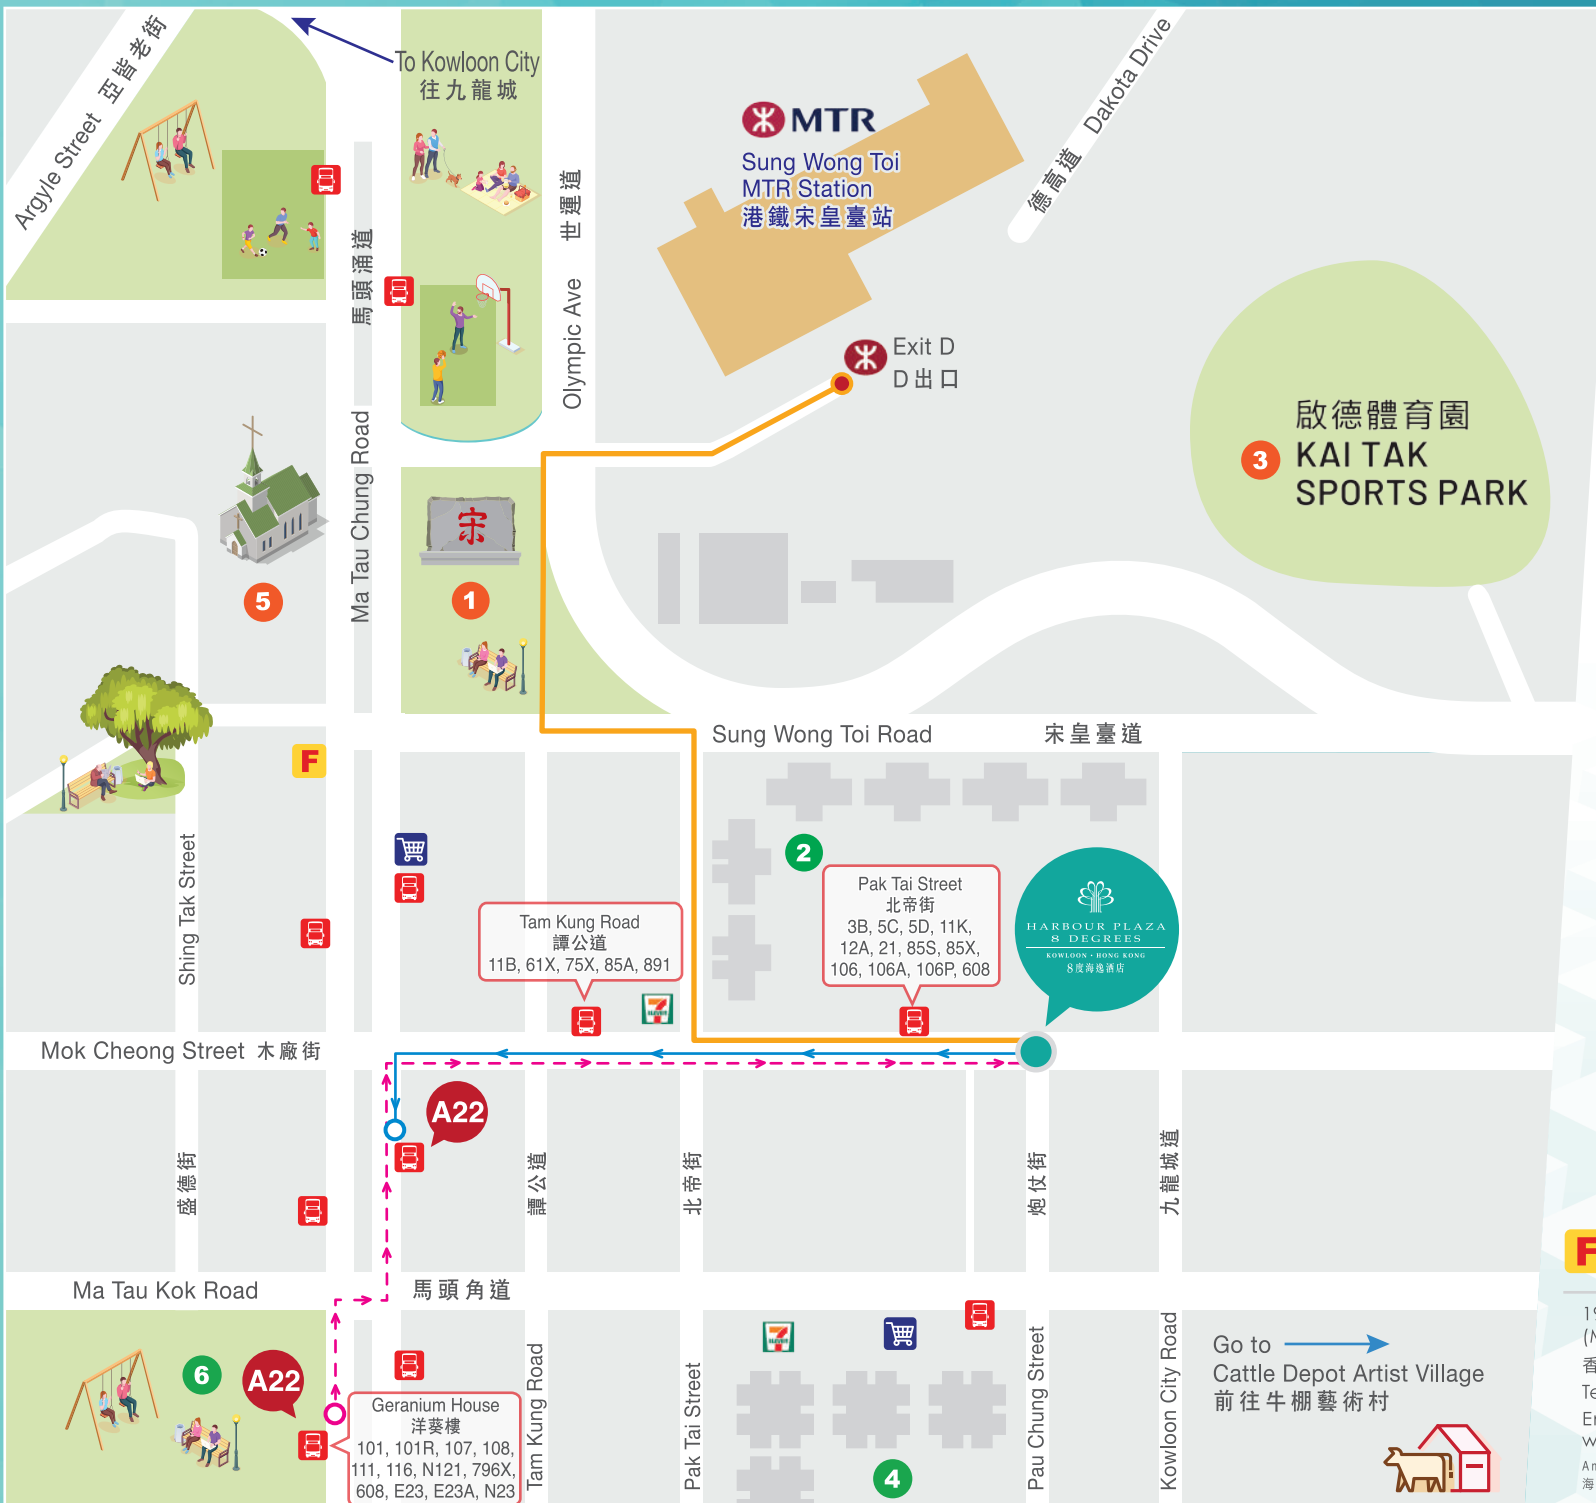 To Kowloon City
往九龍城
Argyle Street 亞皆老街
MTR
Sung Wong Toi
MTR Station
港鐵宋皇臺站
德高道 Dakota Drive
世運道
Olympic Ave
馬頭涌道
Ma Tau Chung Road
Exit D
D出口
啟德體育園
3 KAI TAK
SPORTS PARK
宋
5
1
Sung Wong Toi Road 宋皇臺道
F
Shing Tak Street
2
Tam Kung Road
譚公道
11B, 61X, 75X, 85A, 891
Pak Tai Street
北帝街
3B, 5C, 5D, 11K,
12A, 21, 85S, 85X,
106, 106A, 106P, 608
HARBOUR PLAZA
8 DEGREES
KOWLOON · HONG KONG
8度海逸酒店
7 ELEVEN
Mok Cheong Street 木廠街
A22
盛德街
譚公道
北帝街
炮仗街
九龍城道
Ma Tau Kok Road 馬頭角道
6
A22
Geranium House
洋葵樓
101, 101R, 107, 108,
111, 116, N121, 796X,
608, E23, E23A, N23
Tam Kung Road
Pak Tai Street
7 ELEVEN
4
Pau Chung Street
Kowloon City Road
Go to
Cattle Depot Artist Village
前往牛棚藝術村
F
19
(M
香
Te
Em
W
An
海